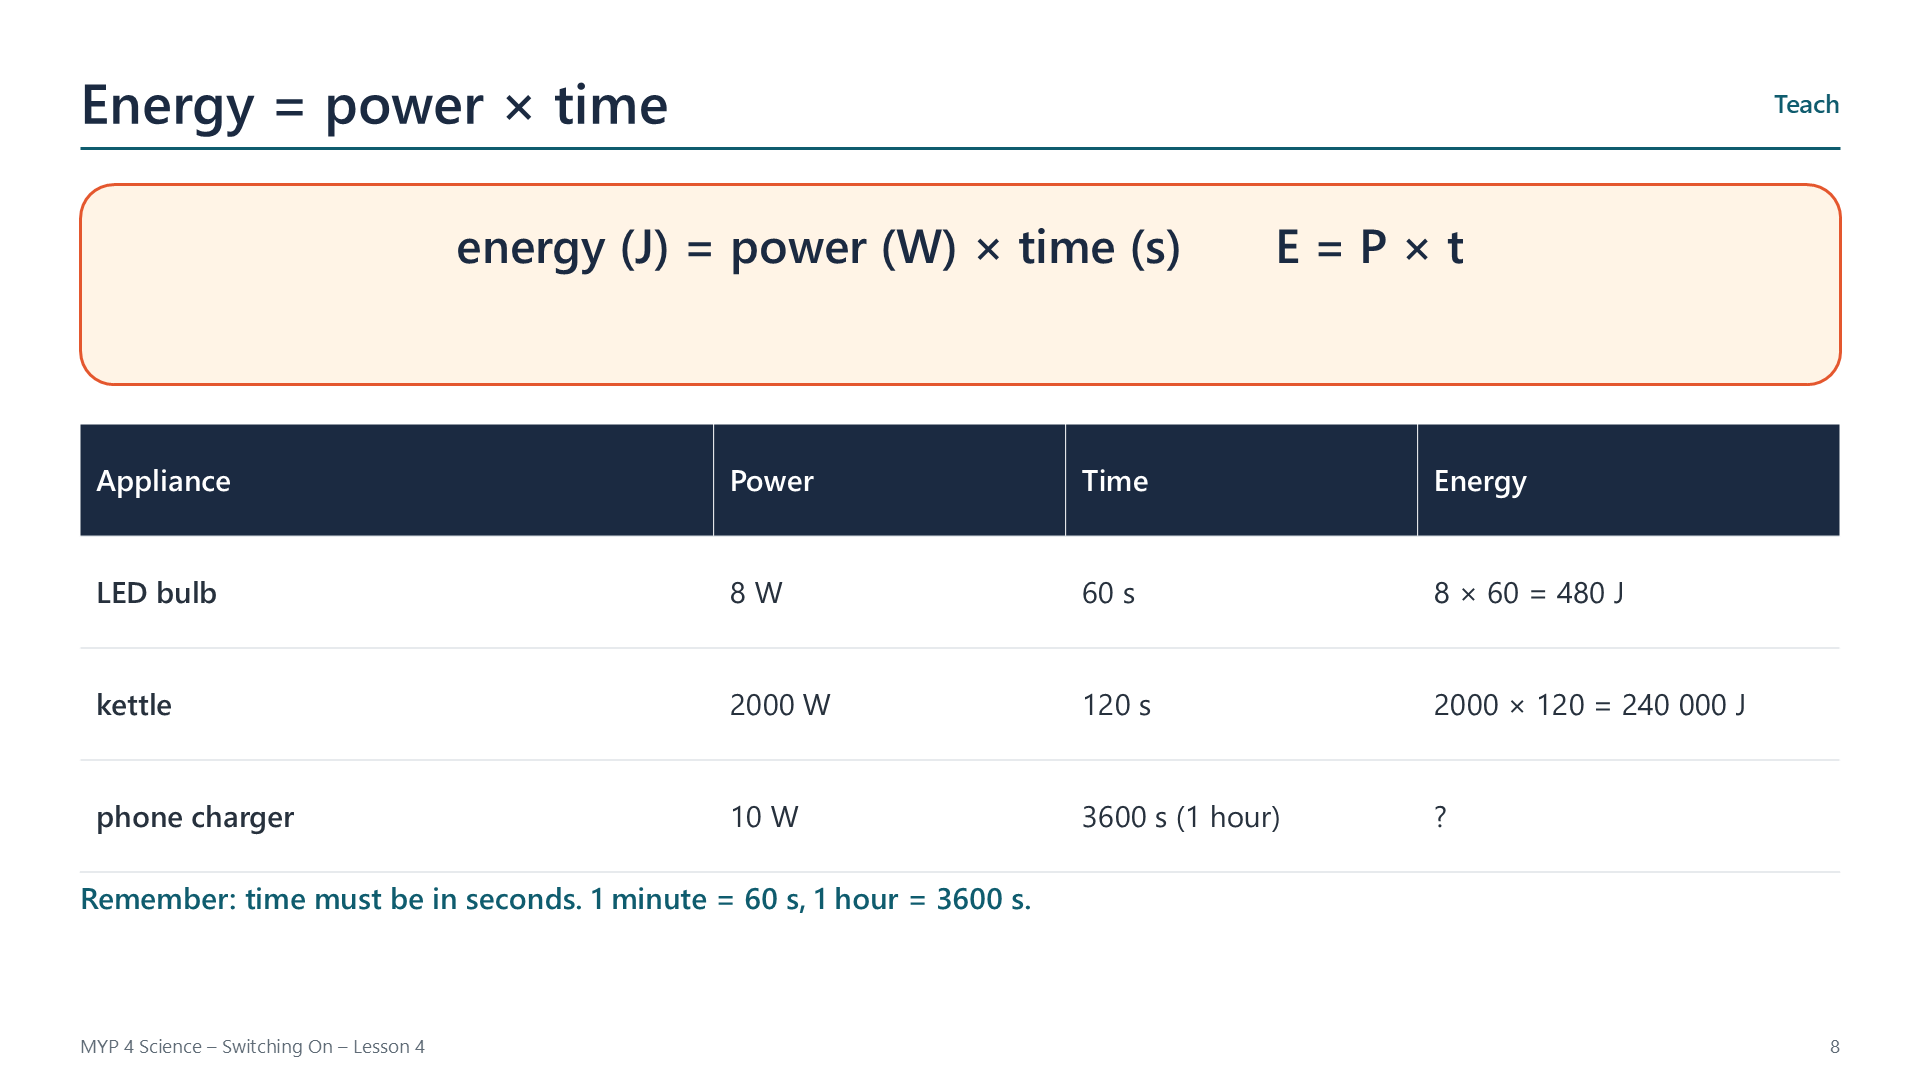 Energy = power × time
Teach
energy (J) = power (W) × time (s) E = P × t
Appliance Power Time Energy
LED bulb 8 W 60 s 8 × 60 = 480 J
kettle 2000 W 120 s 2000 × 120 = 240 000 J
phone charger 10 W 3600 s (1 hour) ?
Remember: time must be in seconds. 1 minute = 60 s, 1 hour = 3600 s.
MYP 4 Science – Switching On – Lesson 4
8